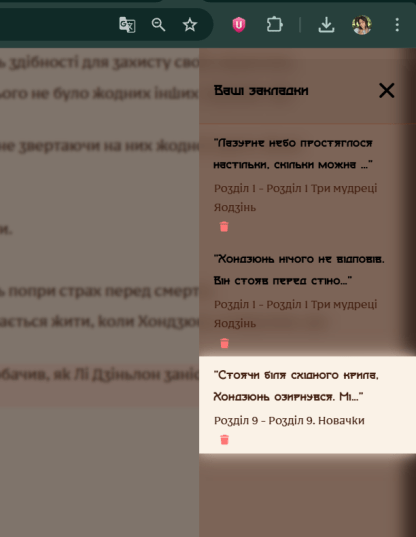 ь здібності для захисту сво
ього не було жодних інших
не звертаючи на них жодн
и.
ь попри страх перед смерт
ається жити, коли Хондзю
бачив, як Лі Дзіньлон заніс
Ваші закладки
"Лазурне небо простяглося
настільки, скільки можна ..."
Розділ 1 - Розділ 1 Три мудреці
Яодзінь
"Хондзюнь нічого не відповів.
Він стояв перед стіно..."
Розділ 1 - Розділ 1 Три мудреці
Яодзінь
"Стоячи біля східного крила,
Хондзюнь озирнувся. Мі..."
Розділ 9 - Розділ 9. Новачки